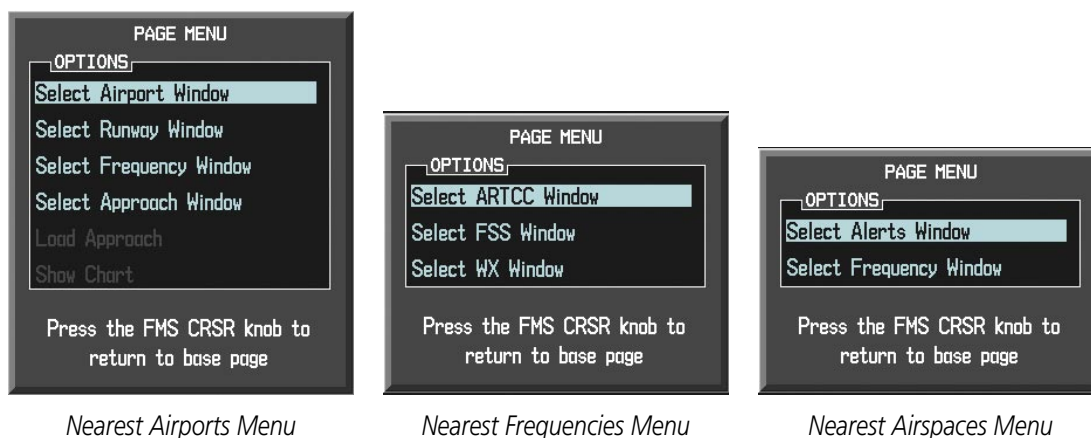 PAGE MENU
OPTIONS
Select Airport Window
Select Runway Window
Select Frequency Window
Select Approach Window
Load Approach
Show Chart
Press the FMS CRSR knob to
return to base page
Nearest Airports Menu
PAGE MENU
OPTIONS
Select ARTCC Window
Select FSS Window
Select WX Window
Press the FMS CRSR knob to
return to base page
Nearest Frequencies Menu
PAGE MENU
OPTIONS
Select Alerts Window
Select Frequency Window
Press the FMS CRSR knob to
return to base page
Nearest Airspaces Menu